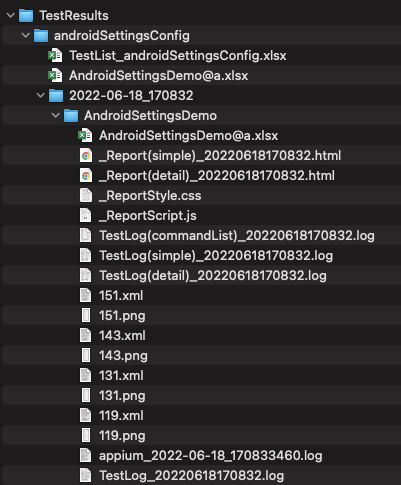 TestResults
androidSettingsConfig
TestList_androidSettingsConfig.xlsx
AndroidSettingsDemo@a.xlsx
2022-06-18_170832
AndroidSettingsDemo
AndroidSettingsDemo@a.xlsx
_Report(simple)_20220618170832.html
_Report(detail)_20220618170832.html
_ReportStyle.css
_ReportScript.js
TestLog(commandList)_20220618170832.log
TestLog(simple)_20220618170832.log
TestLog(detail)_20220618170832.log
151.xml
151.png
143.xml
143.png
131.xml
131.png
119.xml
119.png
appium_2022-06-18_170833460.log
TestLog_20220618170832.log